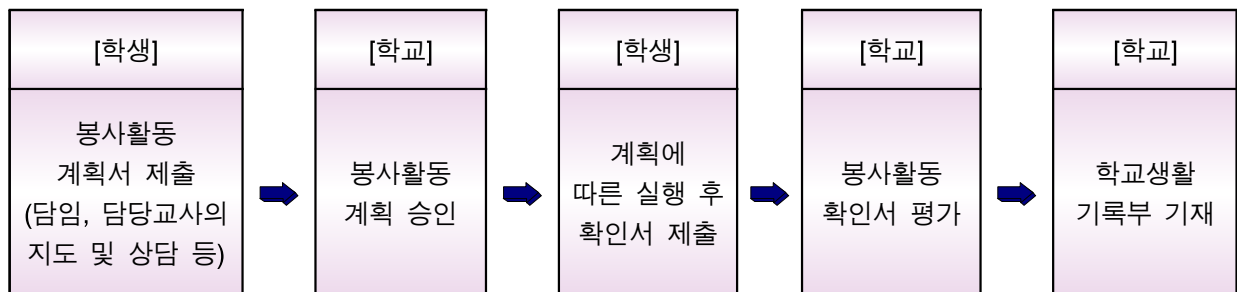 [학생]
봉사활동
계획서 제출
(담임, 담당교사의
지도 및 상담 등)
[학교]
봉사활동
계획 승인
[학생]
계획에
따른 실행 후
확인서 제출
[학교]
봉사활동
확인서 평가
[학교]
학교생활
기록부 기재